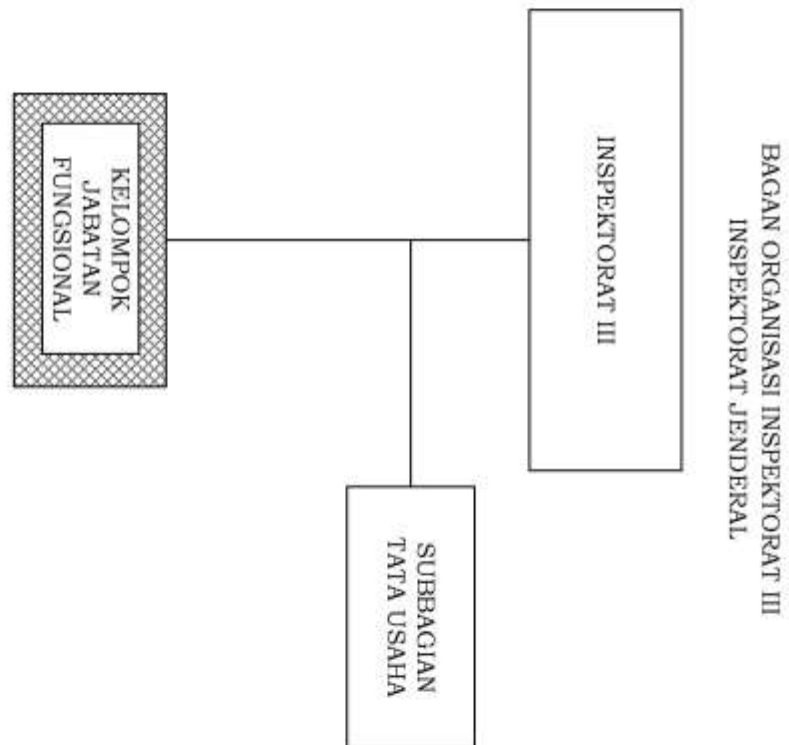 BAGAN ORGANISASI INSPEKTORAT III
INSPEKTORAT JENDERAL
INSPEKTORAT III
SUBBAGIAN
TATA USAHA
KELOMPOK
JABATAN
FUNGSIONAL